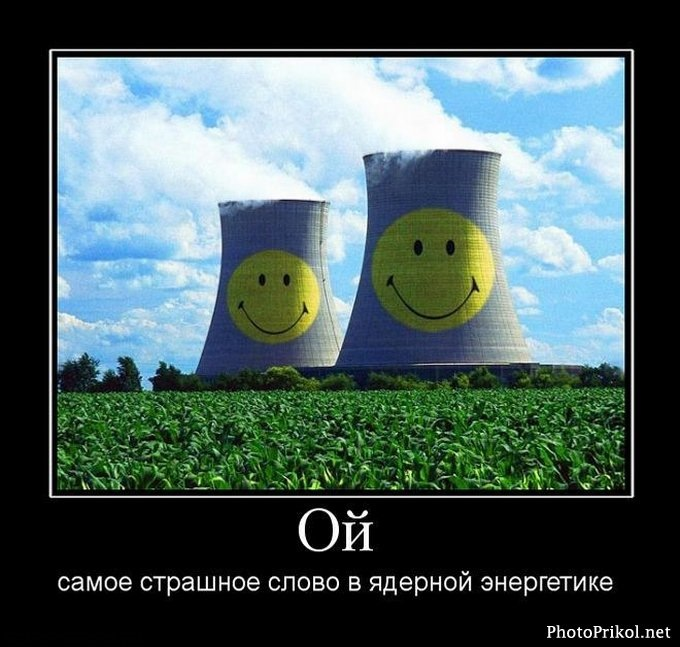 Ой
самое страшное слово в ядерной энергетике
PhotoPrikol.net